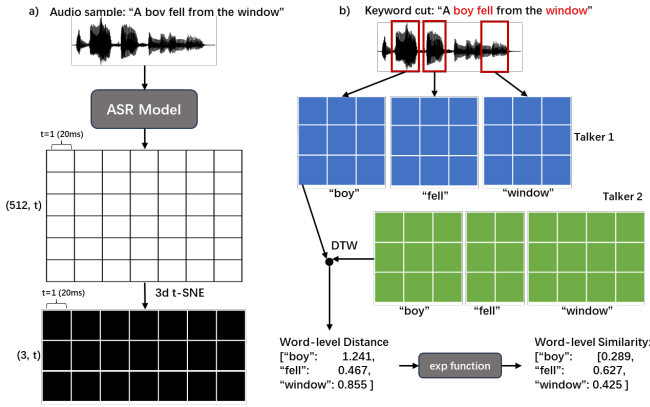 a) Audio sample: “A boy fell from the window”
ASR Model
t=1 (20ms)
(512, t)
3d t-SNE
t=1 (20ms)
(3, t)
b) Keyword cut: “A boy fell from the window”
Talker 1
“boy” “fell” “window”
Talker 2
DTW
“boy” “fell” “window”
Word-level Distance
[“boy”: 1.241,
“fell”: 0.467,
“window”: 0.855 ]
exp function
Word-level Similarity:
[“boy”: [0.289,
“fell”: 0.627,
“window”: 0.425 ]